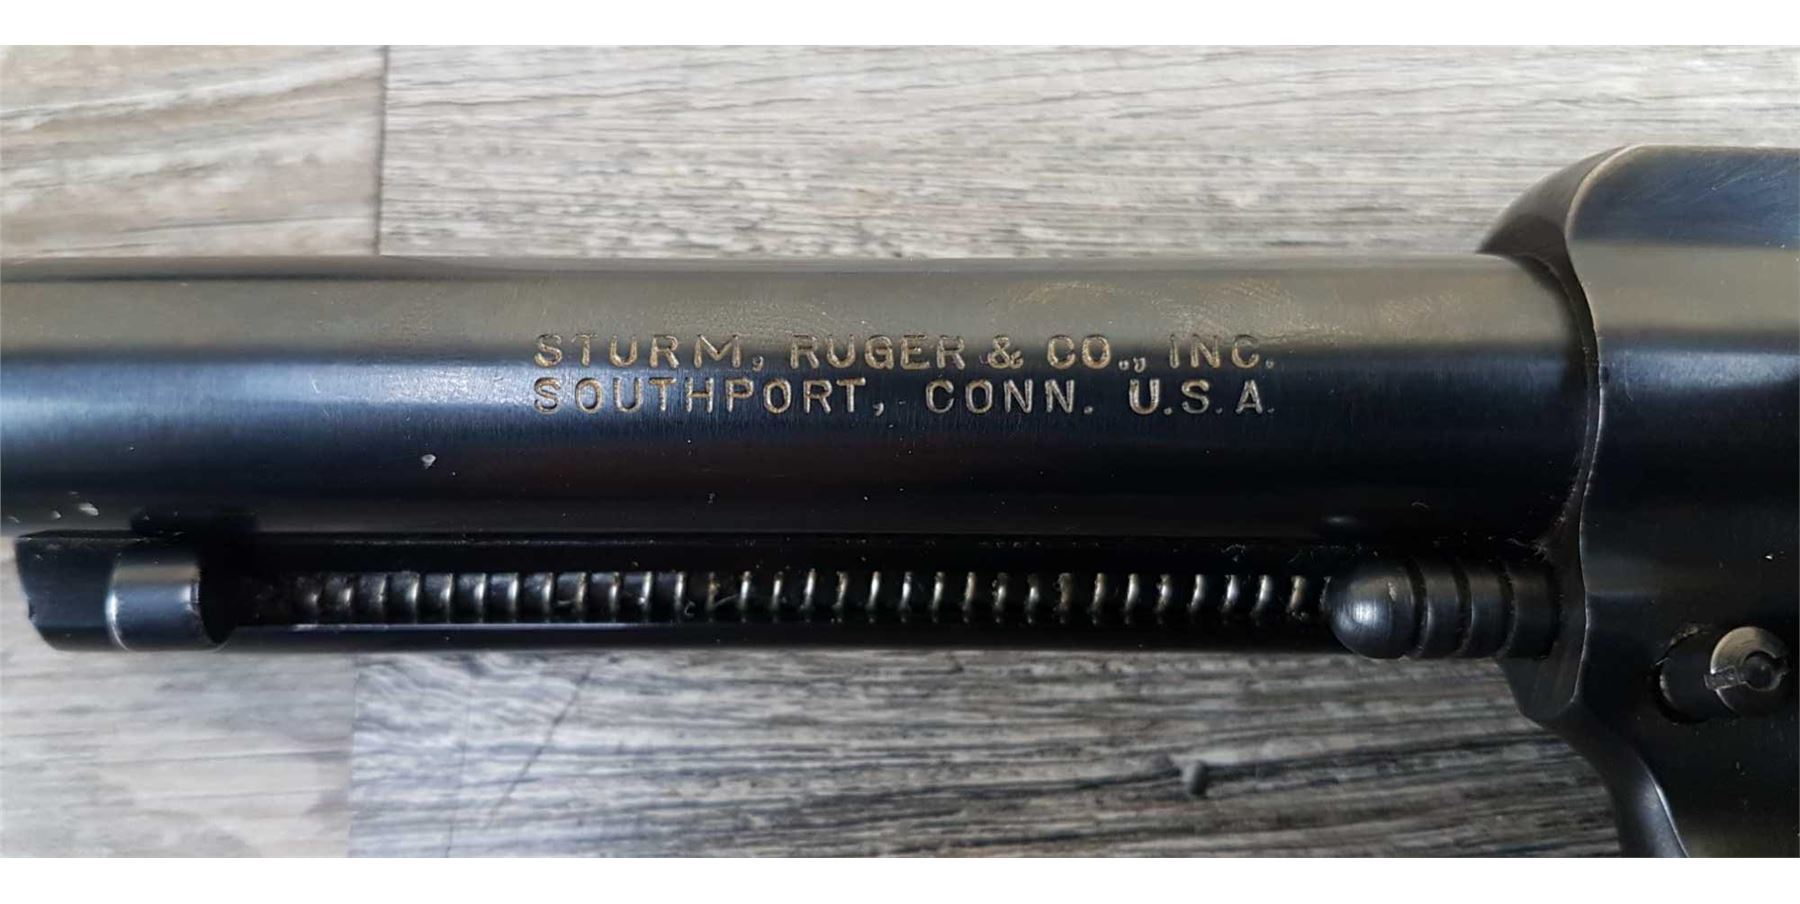 STURM, RUGER & CO., INC.
SOUTHPORT, CONN. U.S.A.